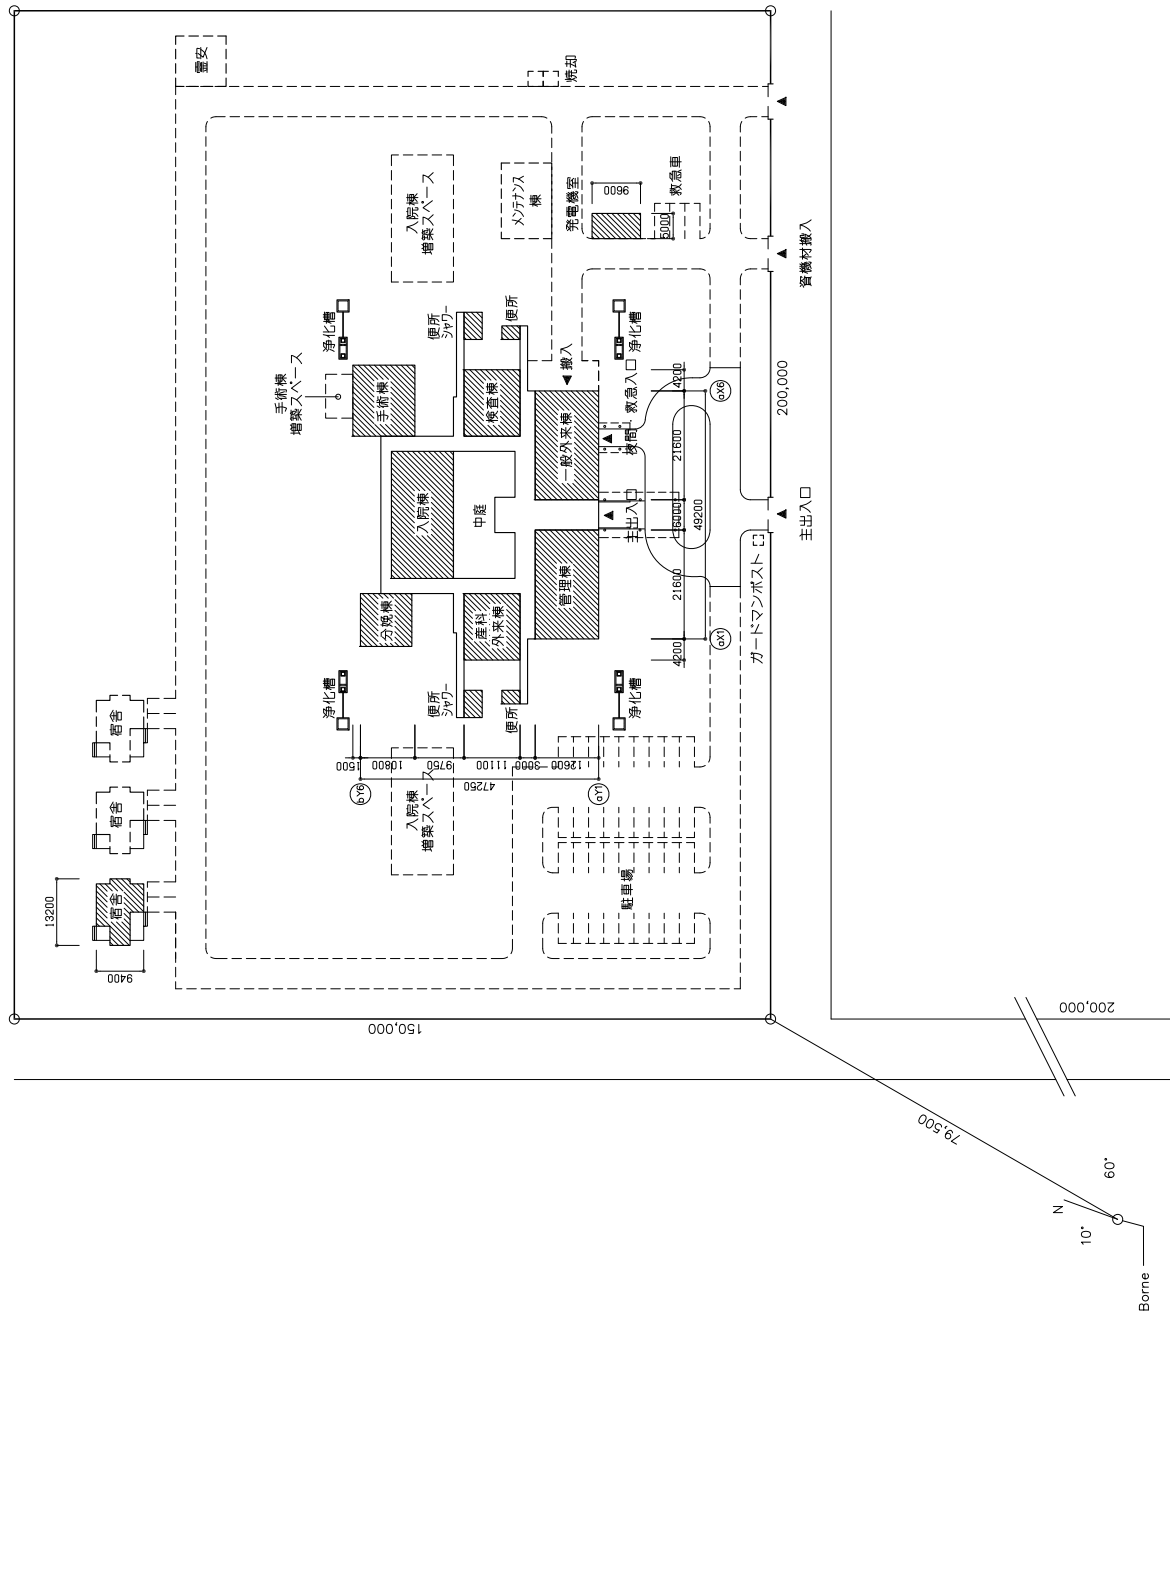 霊安
焼却
入院棟
増築スペース
メンテナンス
棟
発電機室
9600
救急車
5000
資機材搬入
浄化槽
便所
シャワー
便所
浄化槽
手術棟
増築スペース
手術棟
検査棟
搬入
一般外来棟
夜間・救急入口
4200
aX6
200,000
21600
入院棟
中庭
主出入口
6000
49200
主出入口
管理棟
21600
ガードマンポスト
分娩棟
産科
外来棟
4200
aX1
浄化槽
便所
シャワー
便所
浄化槽
宿舎
宿舎
宿舎
13200
9400
1500
10800
9750
11100
3000
12600
47250
bY6
aY1
入院棟
増築スペース
駐車場
150,000
200,000
79,500
60°
N
10°
Borne